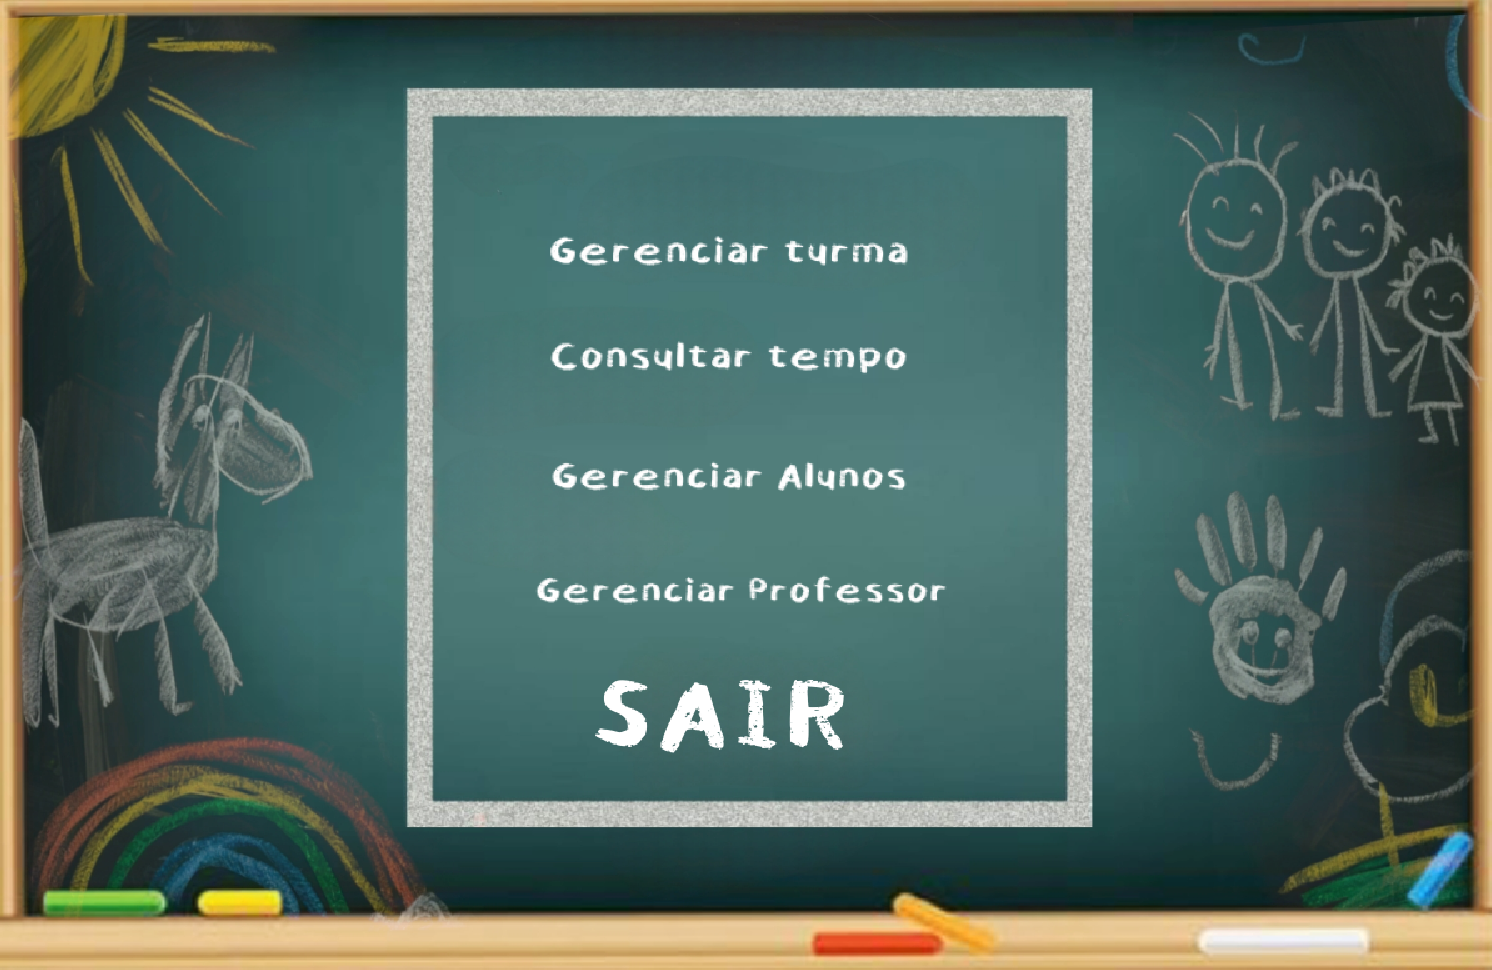 Gerenciar turma
Consultar tempo
Gerenciar Alunos
Gerenciar Professor
SAIR